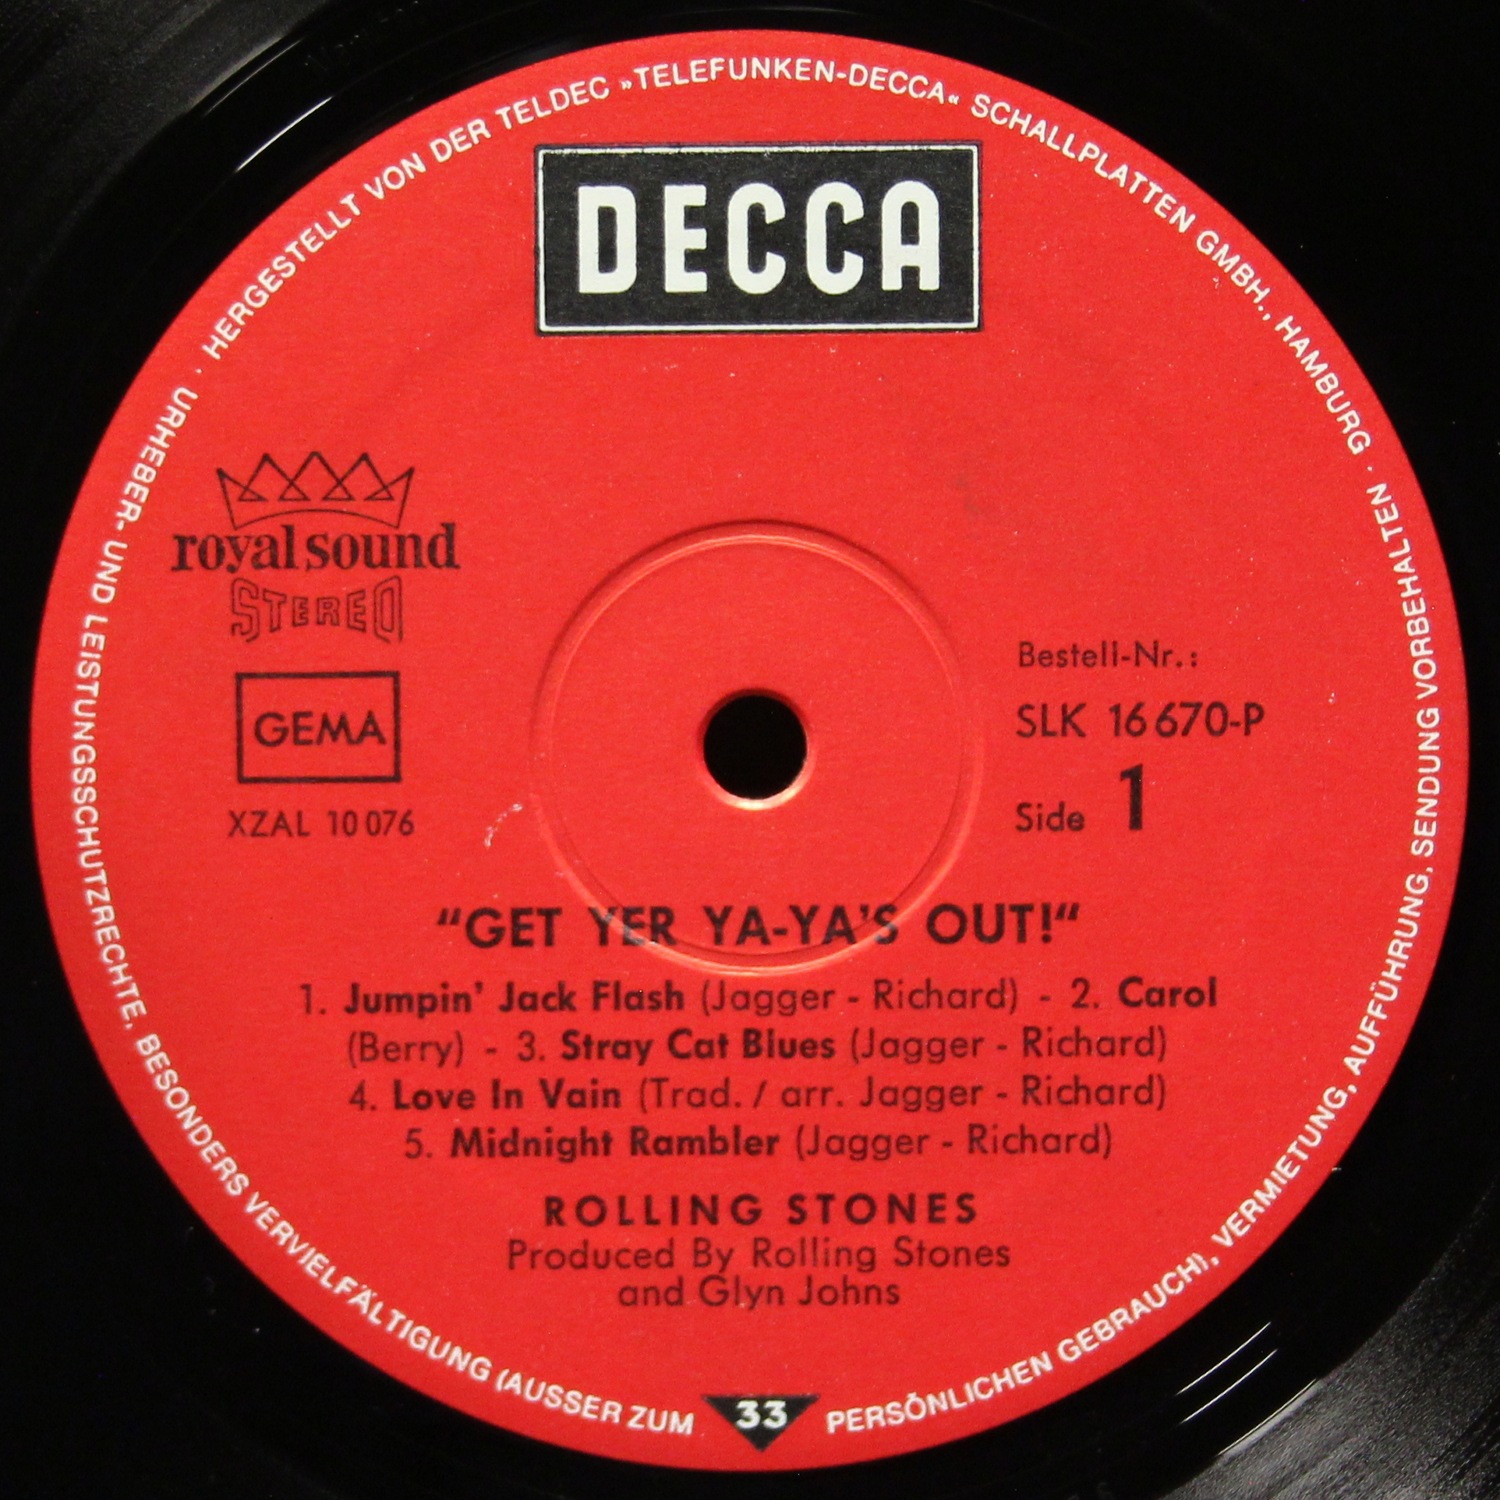 HERGESTELLT VON DER TELDEC »TELEFUNKEN-DECCA« SCHALLPLATTEN GMBH., HAMBURG · URHEBER- UND LEISTUNGSSCHUTZRECHTE, BESONDERS VERVIELFÄLTIGUNG (AUSSER ZUM PERSÖNLICHEN GEBRAUCH), VERMIETUNG, AUFFÜHRUNG, SENDUNG VORBEHALTEN ·
DECCA
royal sound
STEREO
GEMA
XZAL 10 076
Bestell-Nr.:
SLK 16 670-P
Side 1
“GET YER YA-YA'S OUT!“
1. Jumpin' Jack Flash (Jagger - Richard) - 2. Carol
(Berry) - 3. Stray Cat Blues (Jagger - Richard)
4. Love In Vain (Trad. / arr. Jagger - Richard)
5. Midnight Rambler (Jagger - Richard)
ROLLING STONES
Produced By Rolling Stones
and Glyn Johns
33